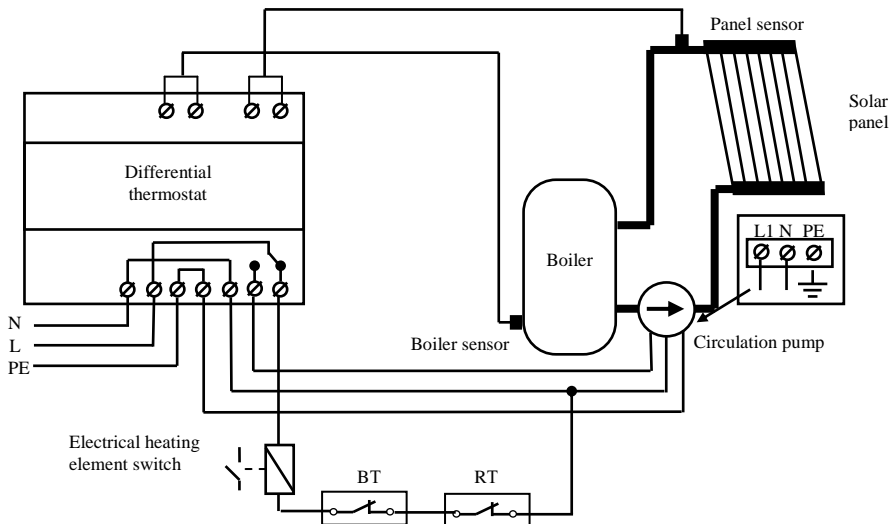 Panel sensor
Solar
panel
Differential
thermostat
L1 N PE
Boiler
N
L
PE
Boiler sensor
Circulation pump
Electrical heating
element switch
BT
RT